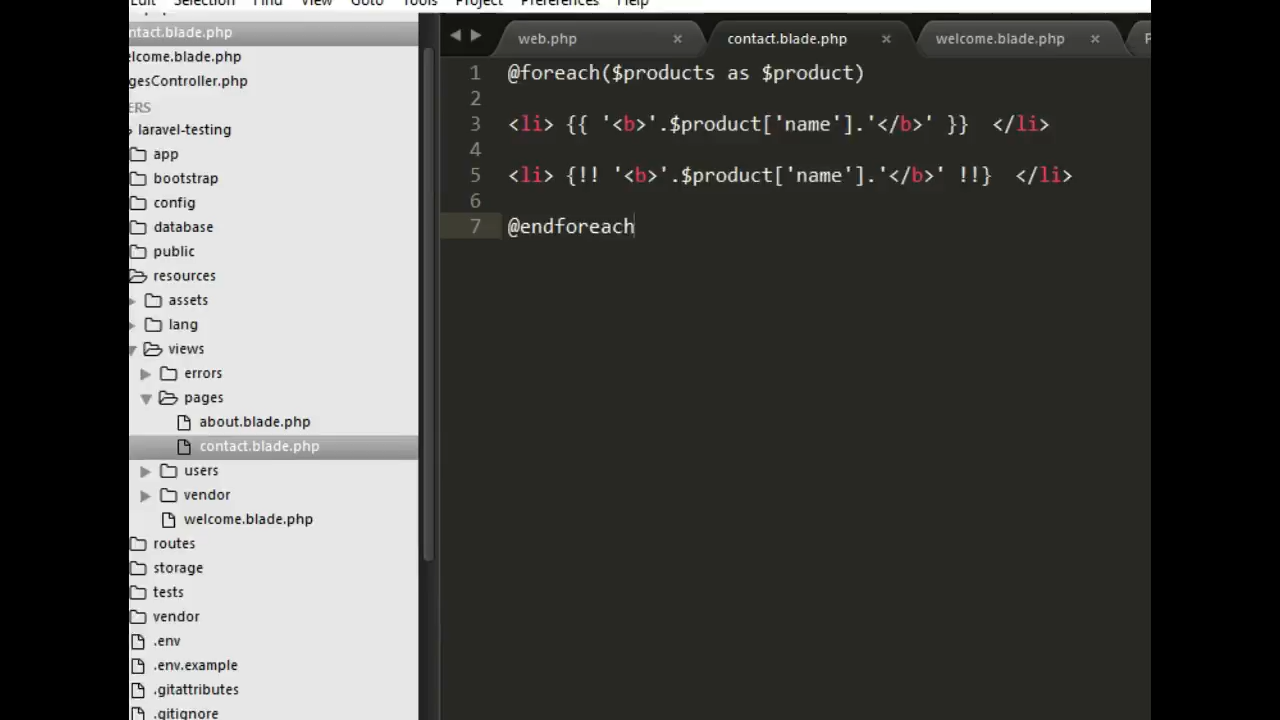 Edit Selection Find View Goto Tools Project Preferences Help
ntact.blade.php
elcome.blade.php
gesController.php
ERS
laravel-testing
app
bootstrap
config
database
public
resources
assets
lang
views
errors
pages
about.blade.php
contact.blade.php
users
vendor
welcome.blade.php
routes
storage
tests
vendor
.env
.env.example
.gitattributes
.gitignore
web.php × contact.blade.php × welcome.blade.php × P
1 @foreach($products as $product)
2
3 <li> {{ '<b>'.$product['name'].'</b>' }}  </li>
4
5 <li> {!! '<b>'.$product['name'].'</b>' !!}  </li>
6
7 @endforeach